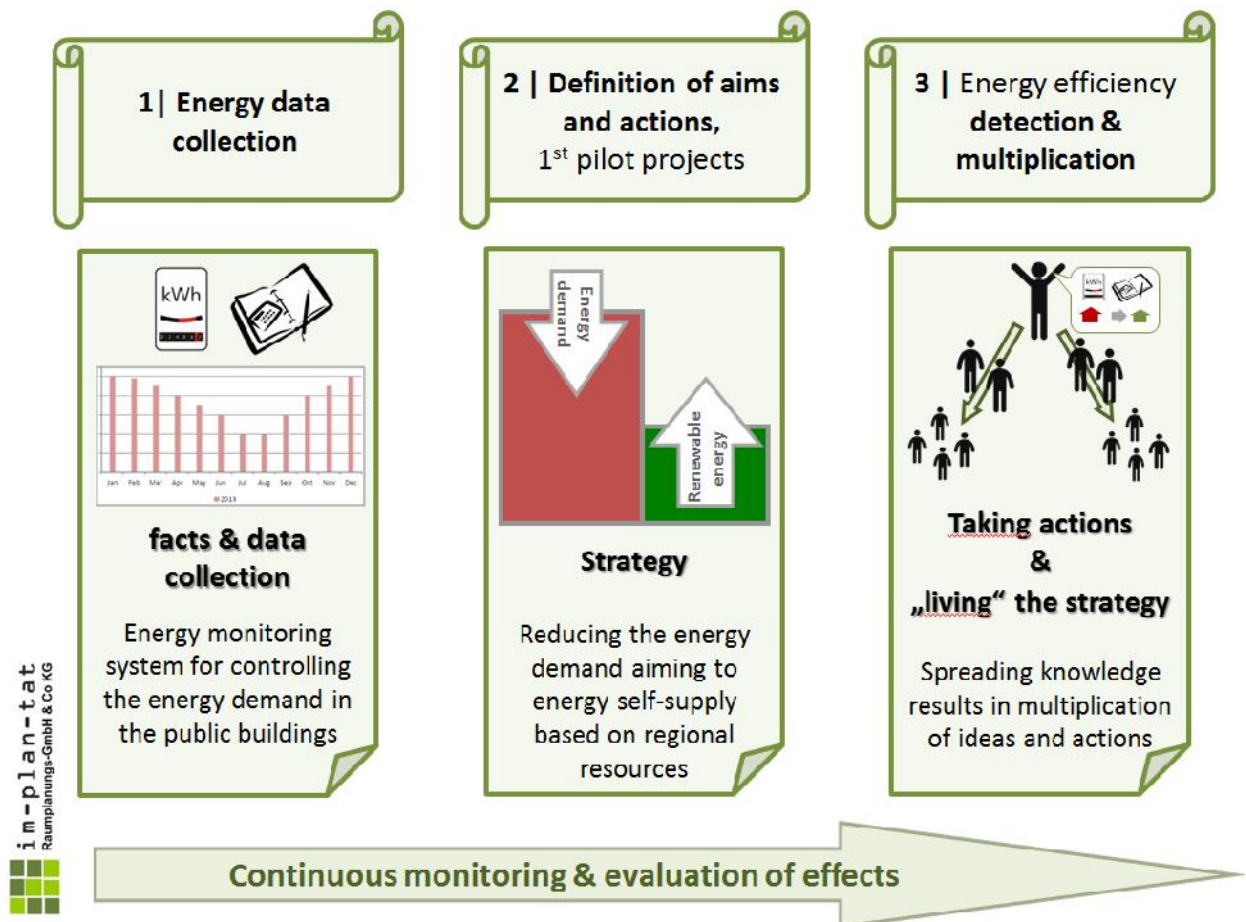 1| Energy data
collection
2 | Definition of aims
and actions,
1st pilot projects
3 | Energy efficiency
detection &
multiplication
kWh
Jan Feb Mar Apr May Jun Jul Aug Sep Oct Nov Dec
2013
facts & data
collection
Energy monitoring
system for controlling
the energy demand in
the public buildings
Energy
demand
Renewable
energy
Strategy
Reducing the energy
demand aiming to
energy self-supply
based on regional
resources
kWh
Taking actions
&
„living“ the strategy
Spreading knowledge
results in multiplication
of ideas and actions
im-plan-tat
Raumplanungs-GmbH & Co KG
Continuous monitoring & evaluation of effects